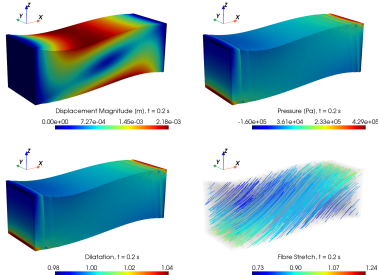 Z
Y
X
Displacement Magnitude (m), t = 0.2 s
0.00e+00 7.27e-04 1.45e-03 2.18e-03
Z
Y
X
Pressure (Pa), t = 0.2 s
-1.60e+05 3.61e+04 2.33e+05 4.29e+05
Z
Y
X
Dilatation, t = 0.2 s
0.98 1.00 1.02 1.04
Z
Y
X
Fibre Stretch, t = 0.2 s
0.73 0.90 1.07 1.24